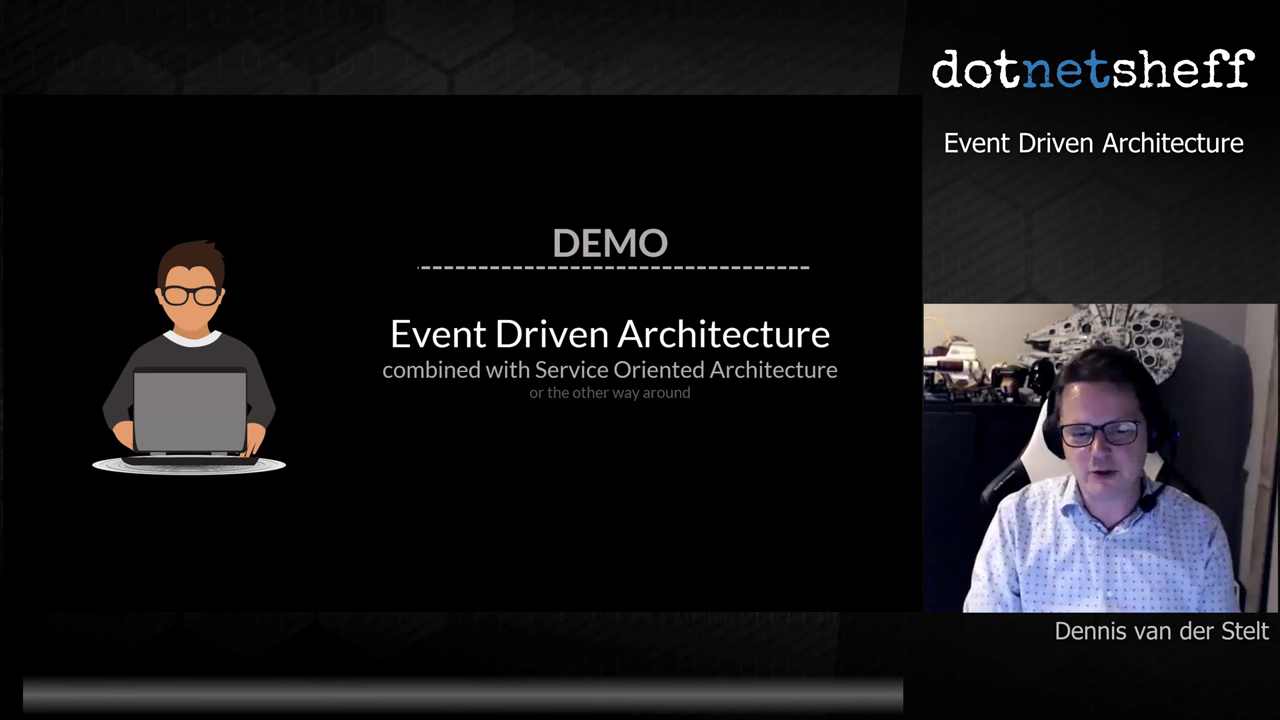 dotnetsheff
Event Driven Architecture
DEMO
Event Driven Architecture
combined with Service Oriented Architecture
or the other way around
Dennis van der Stelt